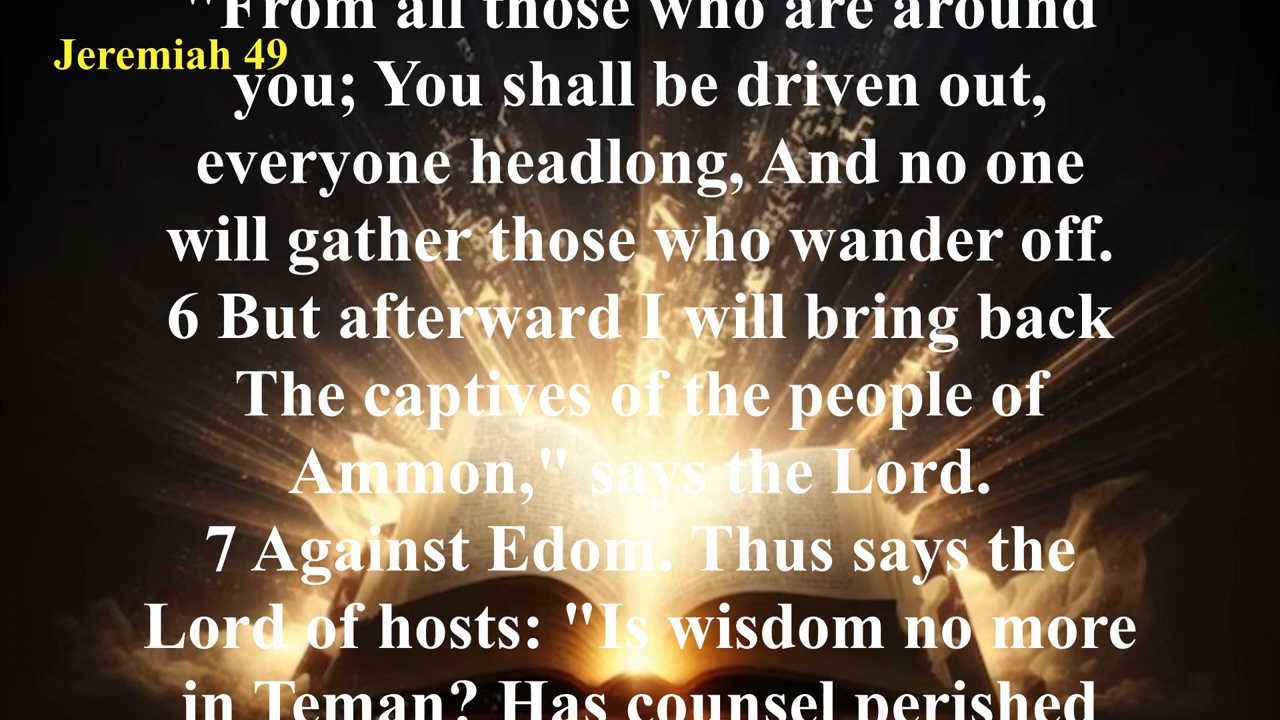 "From all those who are around
Jeremiah 49
you; You shall be driven out,
everyone headlong, And no one
will gather those who wander off.
6 But afterward I will bring back
The captives of the people of
Ammon," says the Lord.
7 Against Edom. Thus says the
Lord of hosts: "Is wisdom no more
in Teman? Has counsel perished